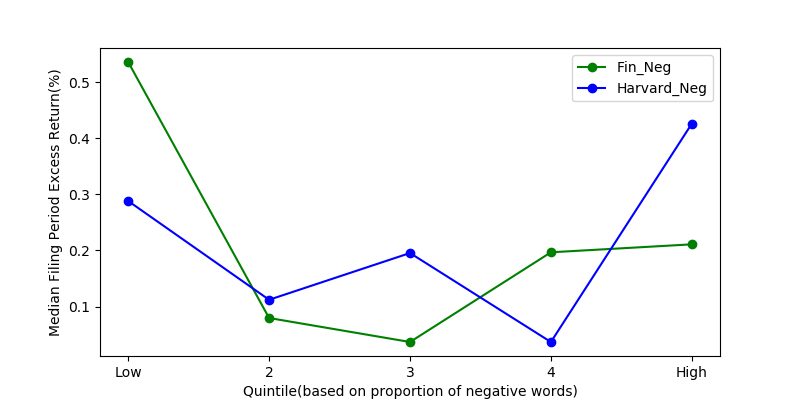 Fin_Neg
Harvard_Neg
Median Filing Period Excess Return(%)
0.5
0.4
0.3
0.2
0.1
Low 2 3 4 High
Quintile(based on proportion of negative words)